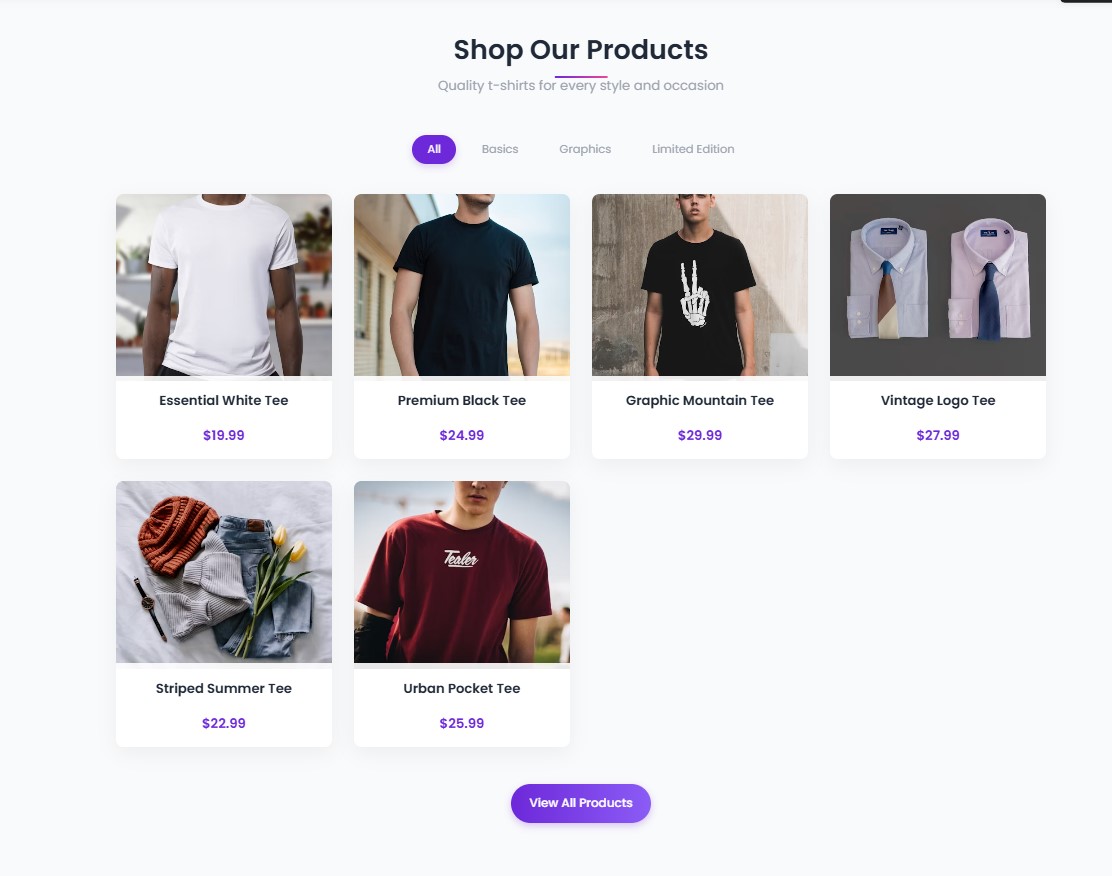 Shop Our Products
Quality t-shirts for every style and occasion
All Basics Graphics Limited Edition
Essential White Tee
$19.99
Premium Black Tee
$24.99
Graphic Mountain Tee
$29.99
Vintage Logo Tee
$27.99
Tealer
Striped Summer Tee
$22.99
Urban Pocket Tee
$25.99
View All Products